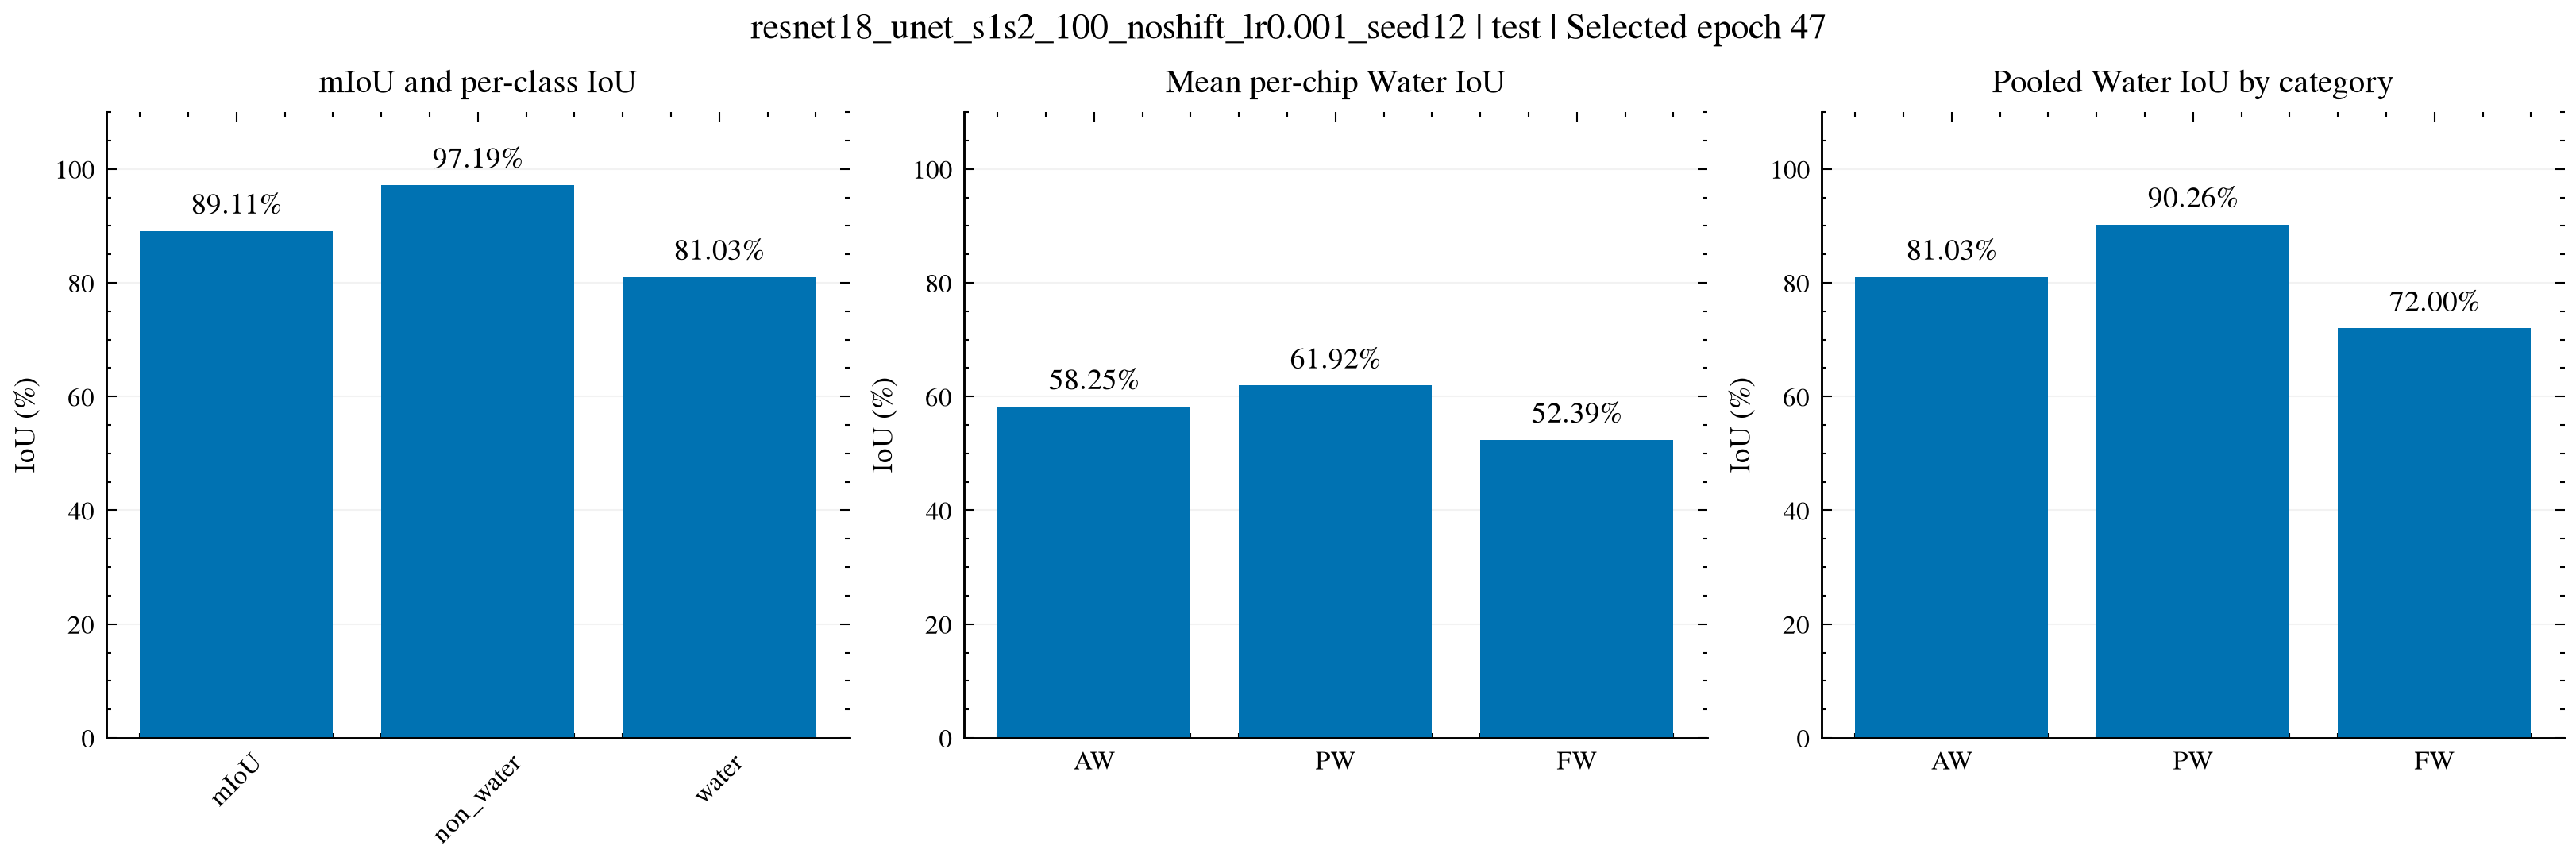 resnet18_unet_s1s2_100_noshift_lr0.001_seed12 | test | Selected epoch 47
mIoU and per-class IoU
IoU (%)
100
80
60
40
20
0
89.11%
97.19%
81.03%
mIoU
non_water
water
Mean per-chip Water IoU
IoU (%)
100
80
60
40
20
0
58.25%
61.92%
52.39%
AW
PW
FW
Pooled Water IoU by category
IoU (%)
100
80
60
40
20
0
81.03%
90.26%
72.00%
AW
PW
FW